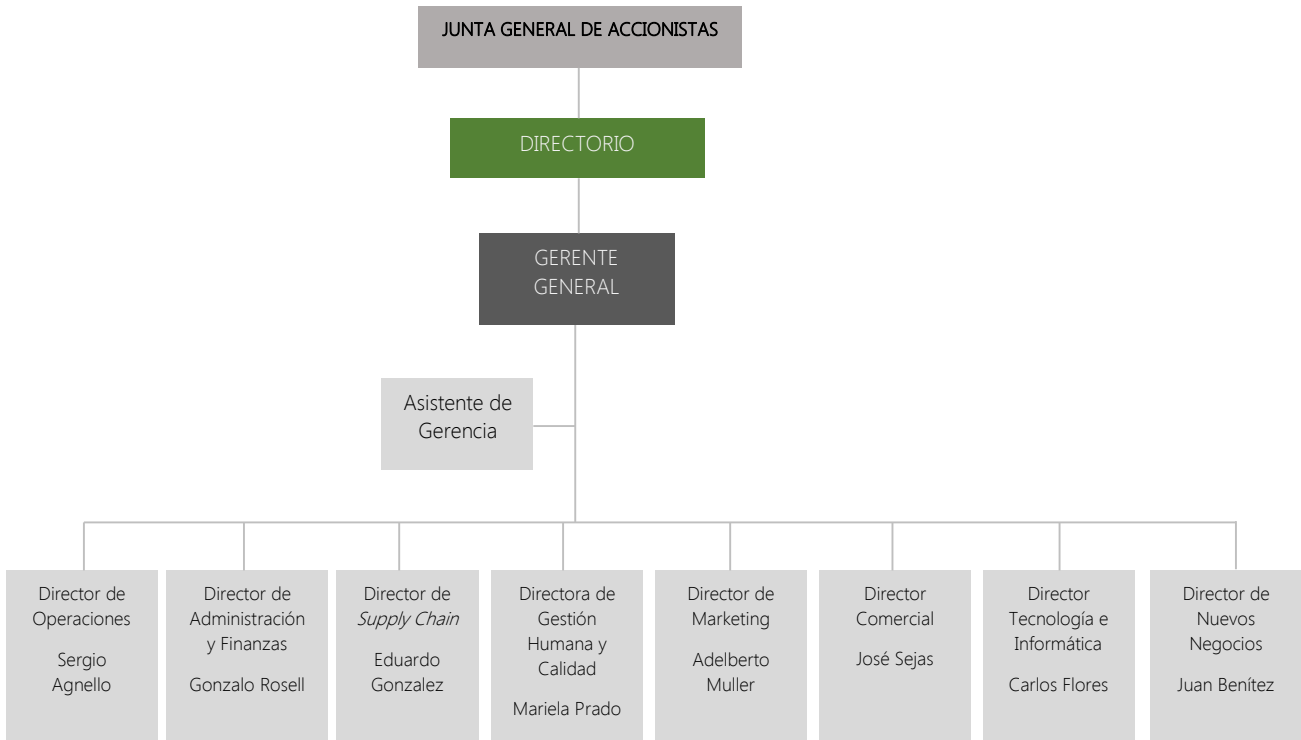 JUNTA GENERAL DE ACCIONISTAS
DIRECTORIO
GERENTE
GENERAL
Asistente de
Gerencia
Director de
Operaciones
Sergio
Agnello
Director de
Administración
y Finanzas
Gonzalo Rosell
Director de
Supply Chain
Eduardo
Gonzalez
Directora de
Gestión
Humana y
Calidad
Mariela Prado
Director de
Marketing
Adelberto
Muller
Director
Comercial
José Sejas
Director
Tecnología e
Informática
Carlos Flores
Director de
Nuevos
Negocios
Juan Benítez